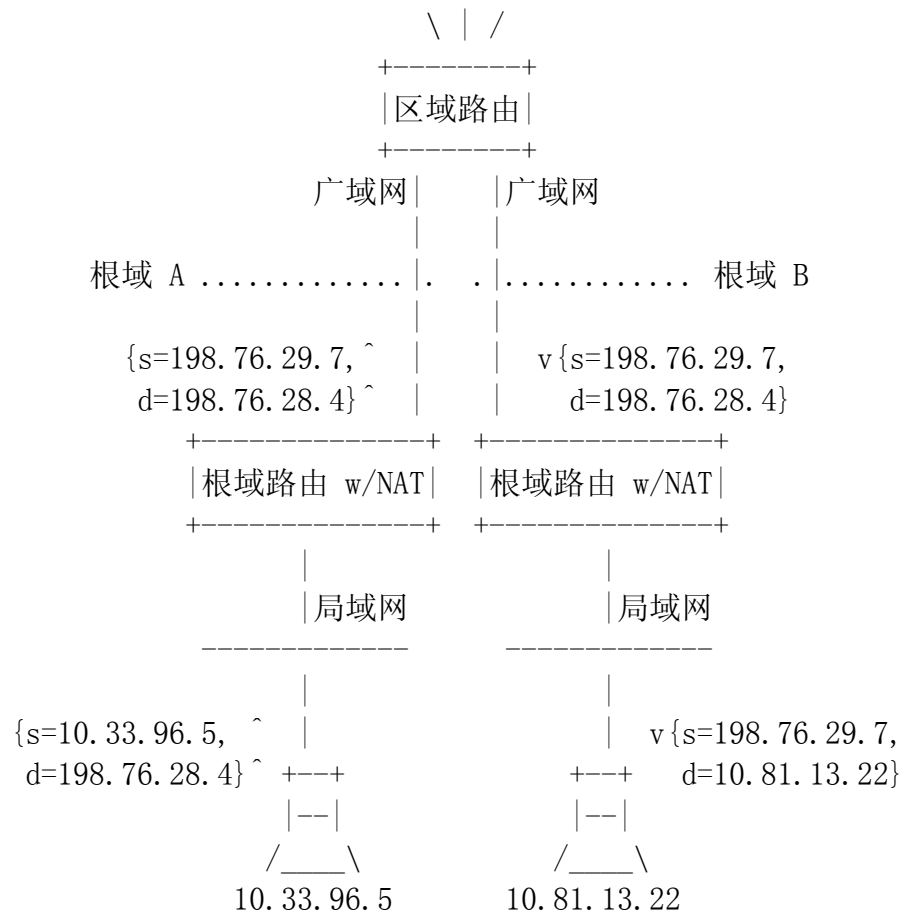 区域路由
广域网 广域网
根域 A ............. . . ............ 根域 B
{s=198.76.29.7,^ v{s=198.76.29.7,
d=198.76.28.4}^ d=198.76.28.4}
根域路由 w/NAT 根域路由 w/NAT
局域网 局域网
{s=10.33.96.5, ^ v{s=198.76.29.7,
d=198.76.28.4}^ d=10.81.13.22}
10.33.96.5 10.81.13.22